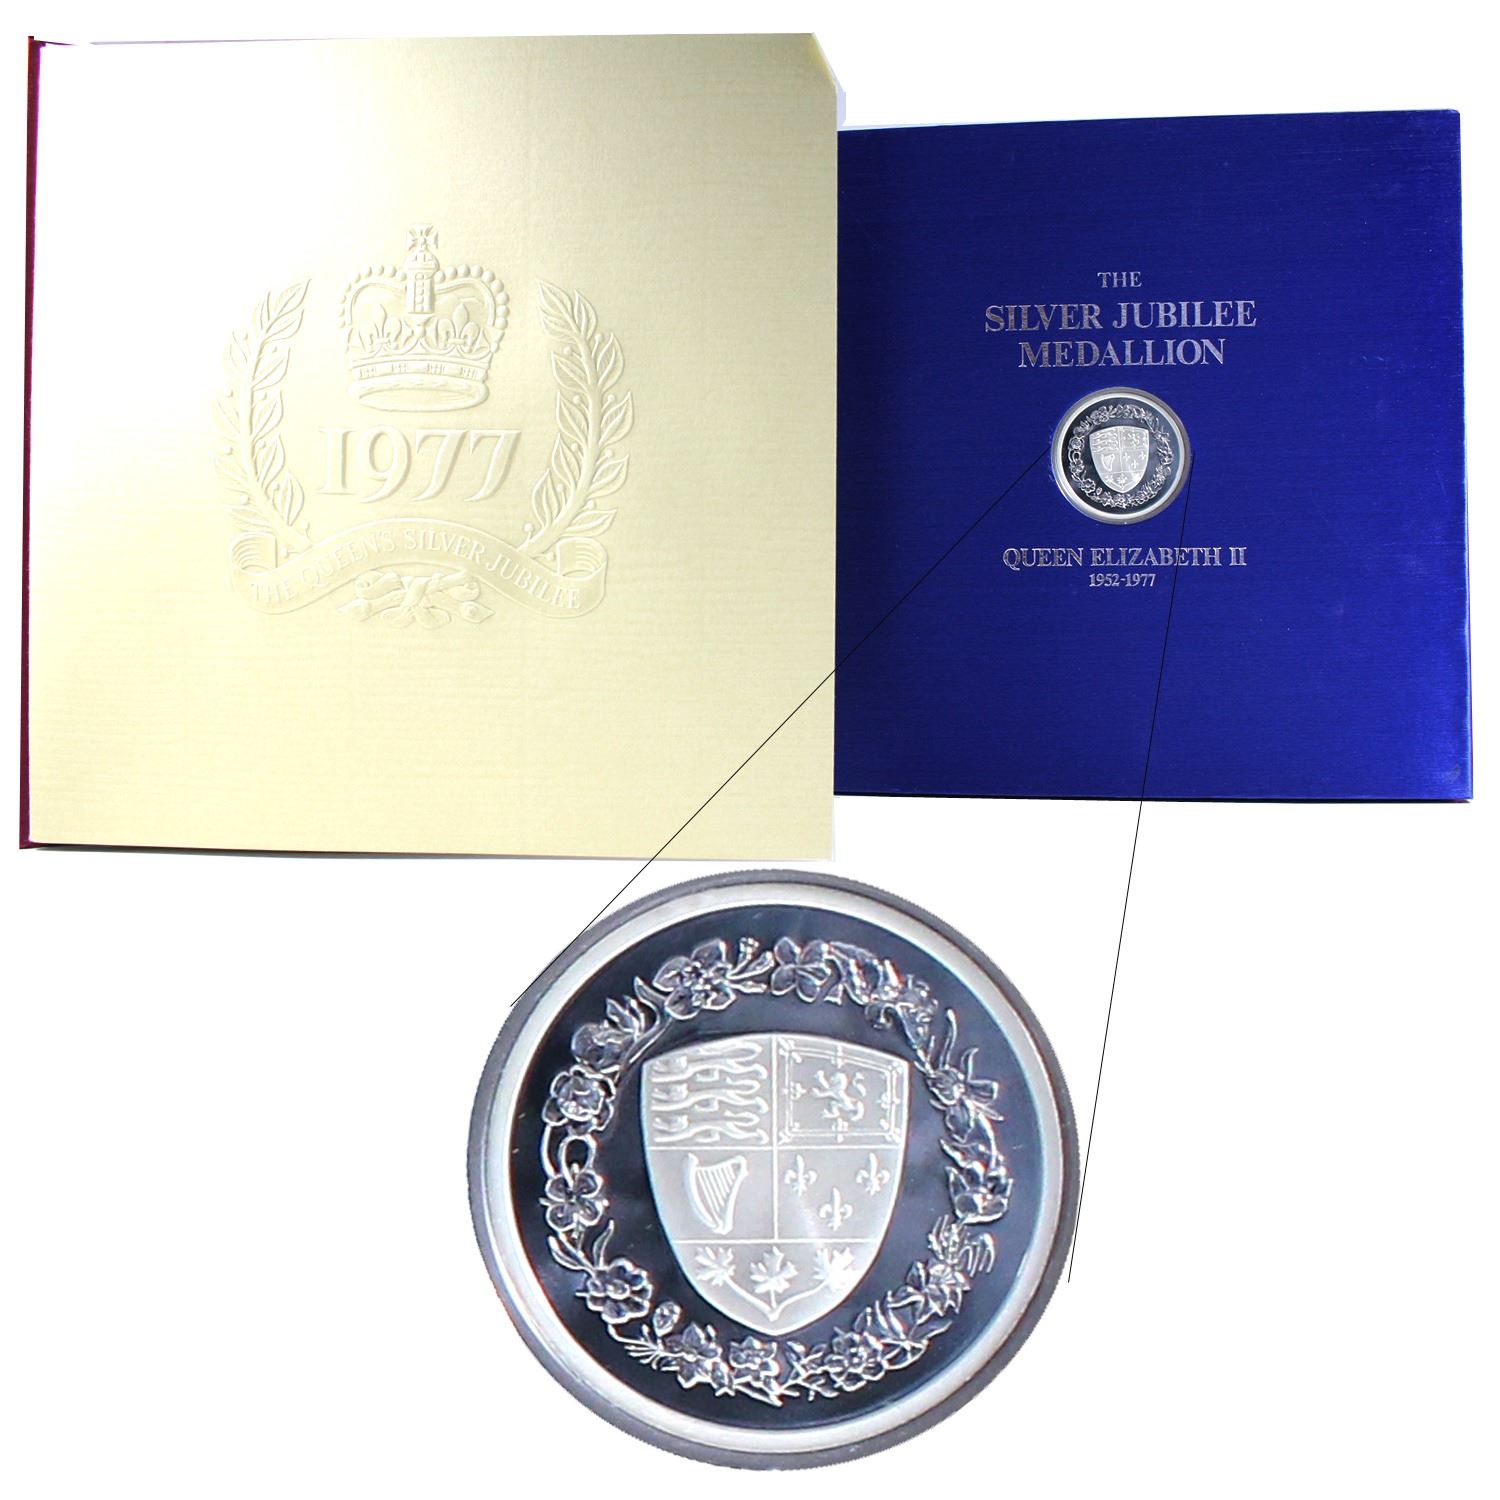 1977
THE QUEEN'S SILVER JUBILEE
THE
SILVER JUBILEE
MEDALLION
QUEEN ELIZABETH II
1952-1977